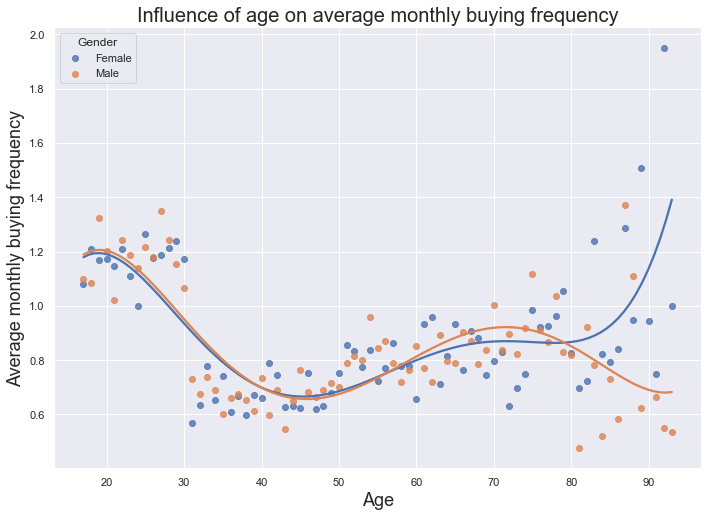 Influence of age on average monthly buying frequency
Gender
Female
Male
Average monthly buying frequency
2.0
1.8
1.6
1.4
1.2
1.0
0.8
0.6
20 30 40 50 60 70 80 90
Age